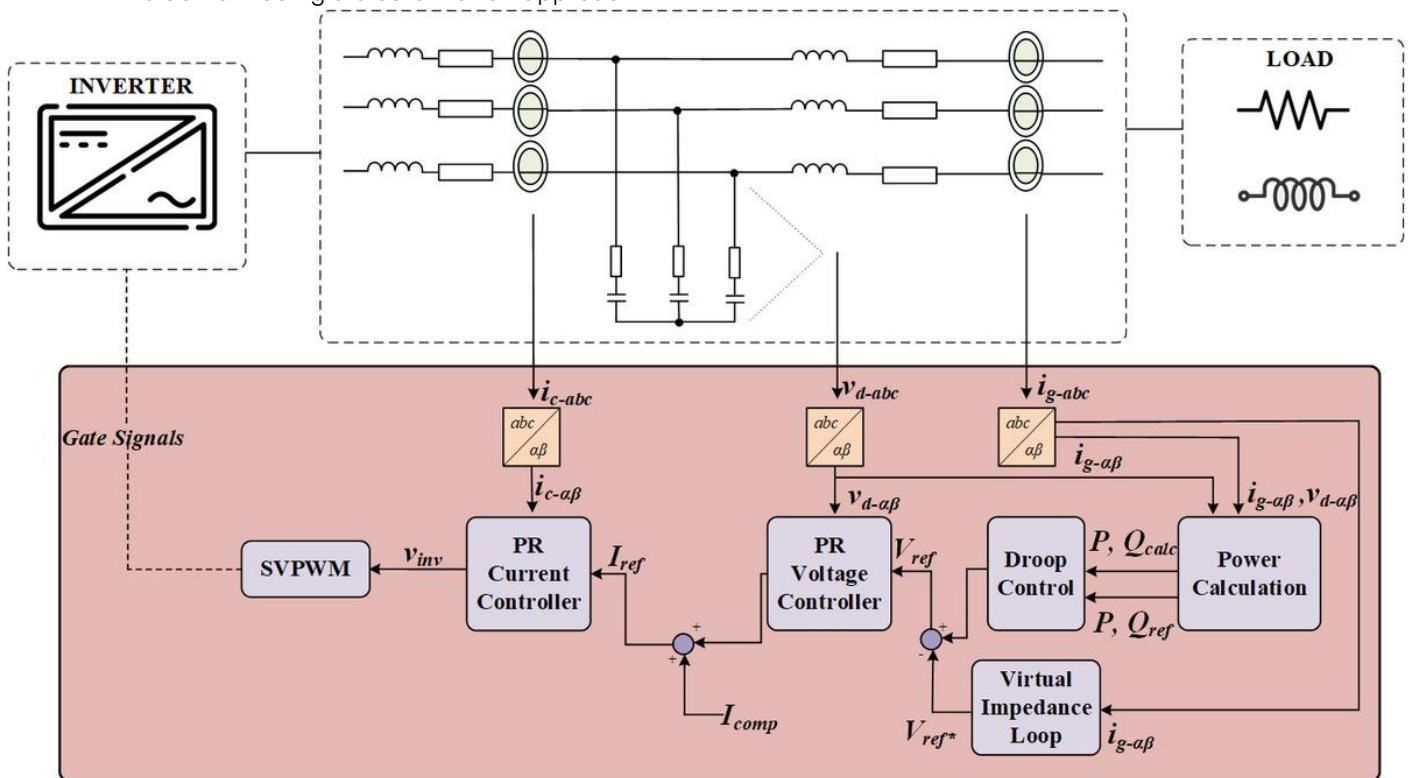 INVERTER
LOAD
i_c-abc
v_d-abc
i_g-abc
abc
αβ
abc
αβ
abc
αβ
Gate Signals
i_c-αβ
v_d-αβ
i_g-αβ
i_g-αβ ,v_d-αβ
SVPWM
v_inv
PR
Current
Controller
I_ref
PR
Voltage
Controller
V_ref
Droop
Control
P, Q_calc
P, Q_ref
Power
Calculation
+
+
+
-
I_comp
V_ref*
Virtual
Impedance
Loop
i_g-αβ